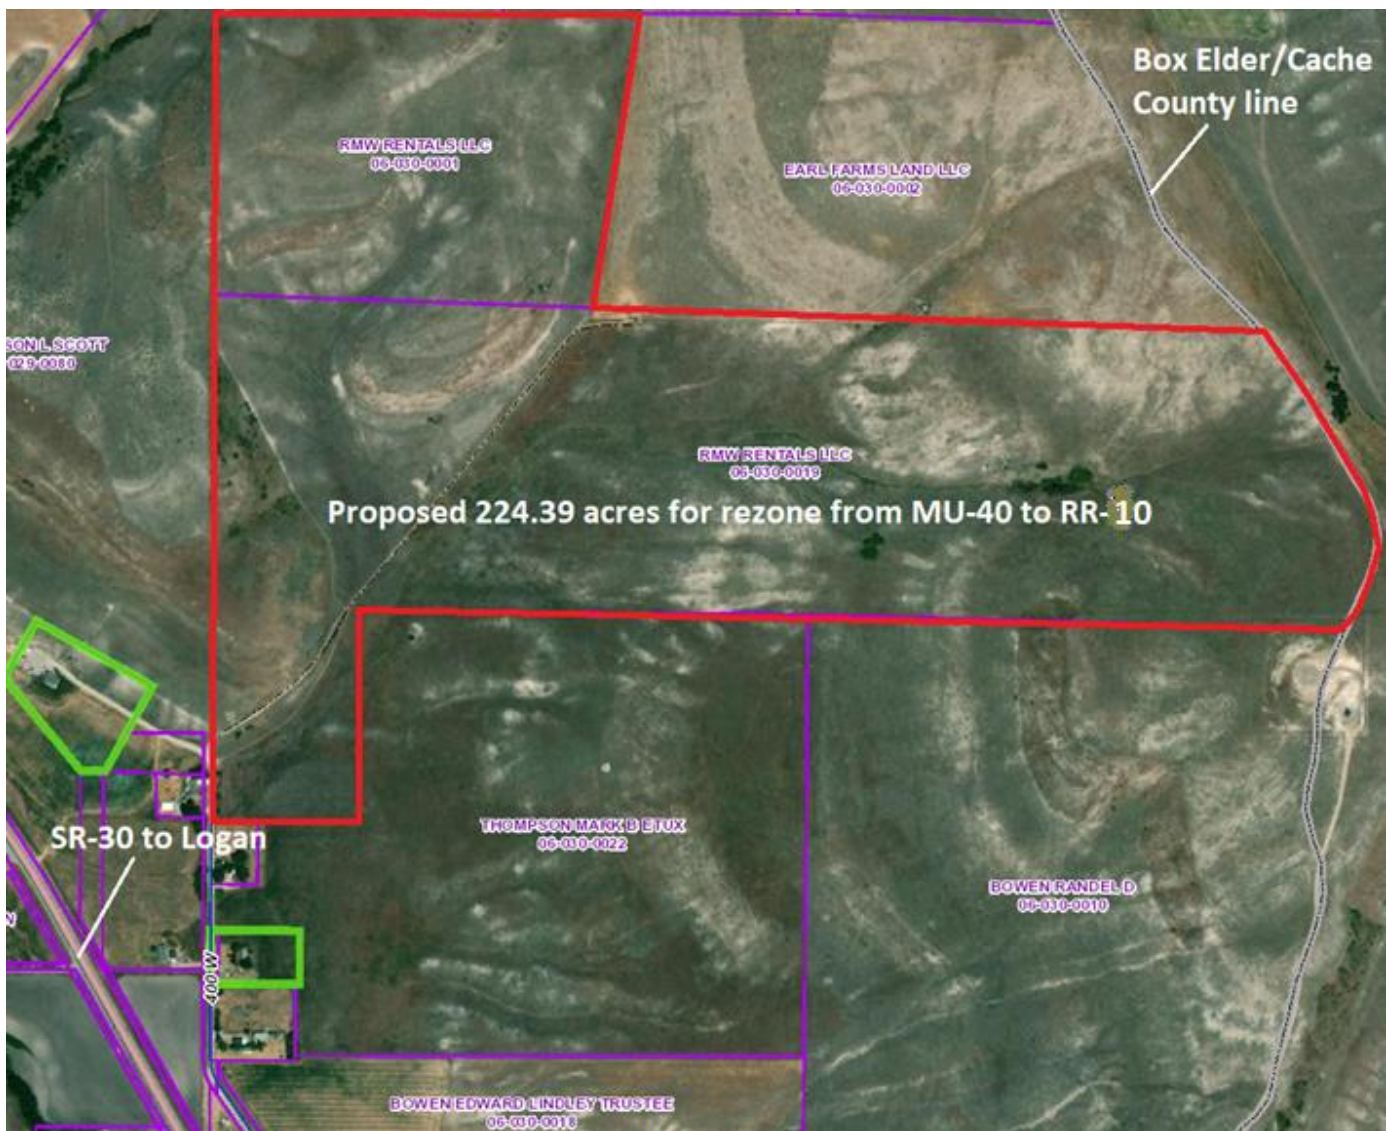 Box Elder/Cache
County line
RMW RENTALS LLC
06-030-0001
EARL FARMS LAND LLC
06-030-0002
SON L SCOTT
-029-0080
RMW RENTALS LLC
06-030-0019
Proposed 224.39 acres for rezone from MU-40 to RR-10
SR-30 to Logan
THOMPSON MARK B ETUX
06-030-0022
BOWEN RANDEL D
06-030-0010
400 W
BOWEN EDWARD LINDLEY TRUSTEE
06-030-0018